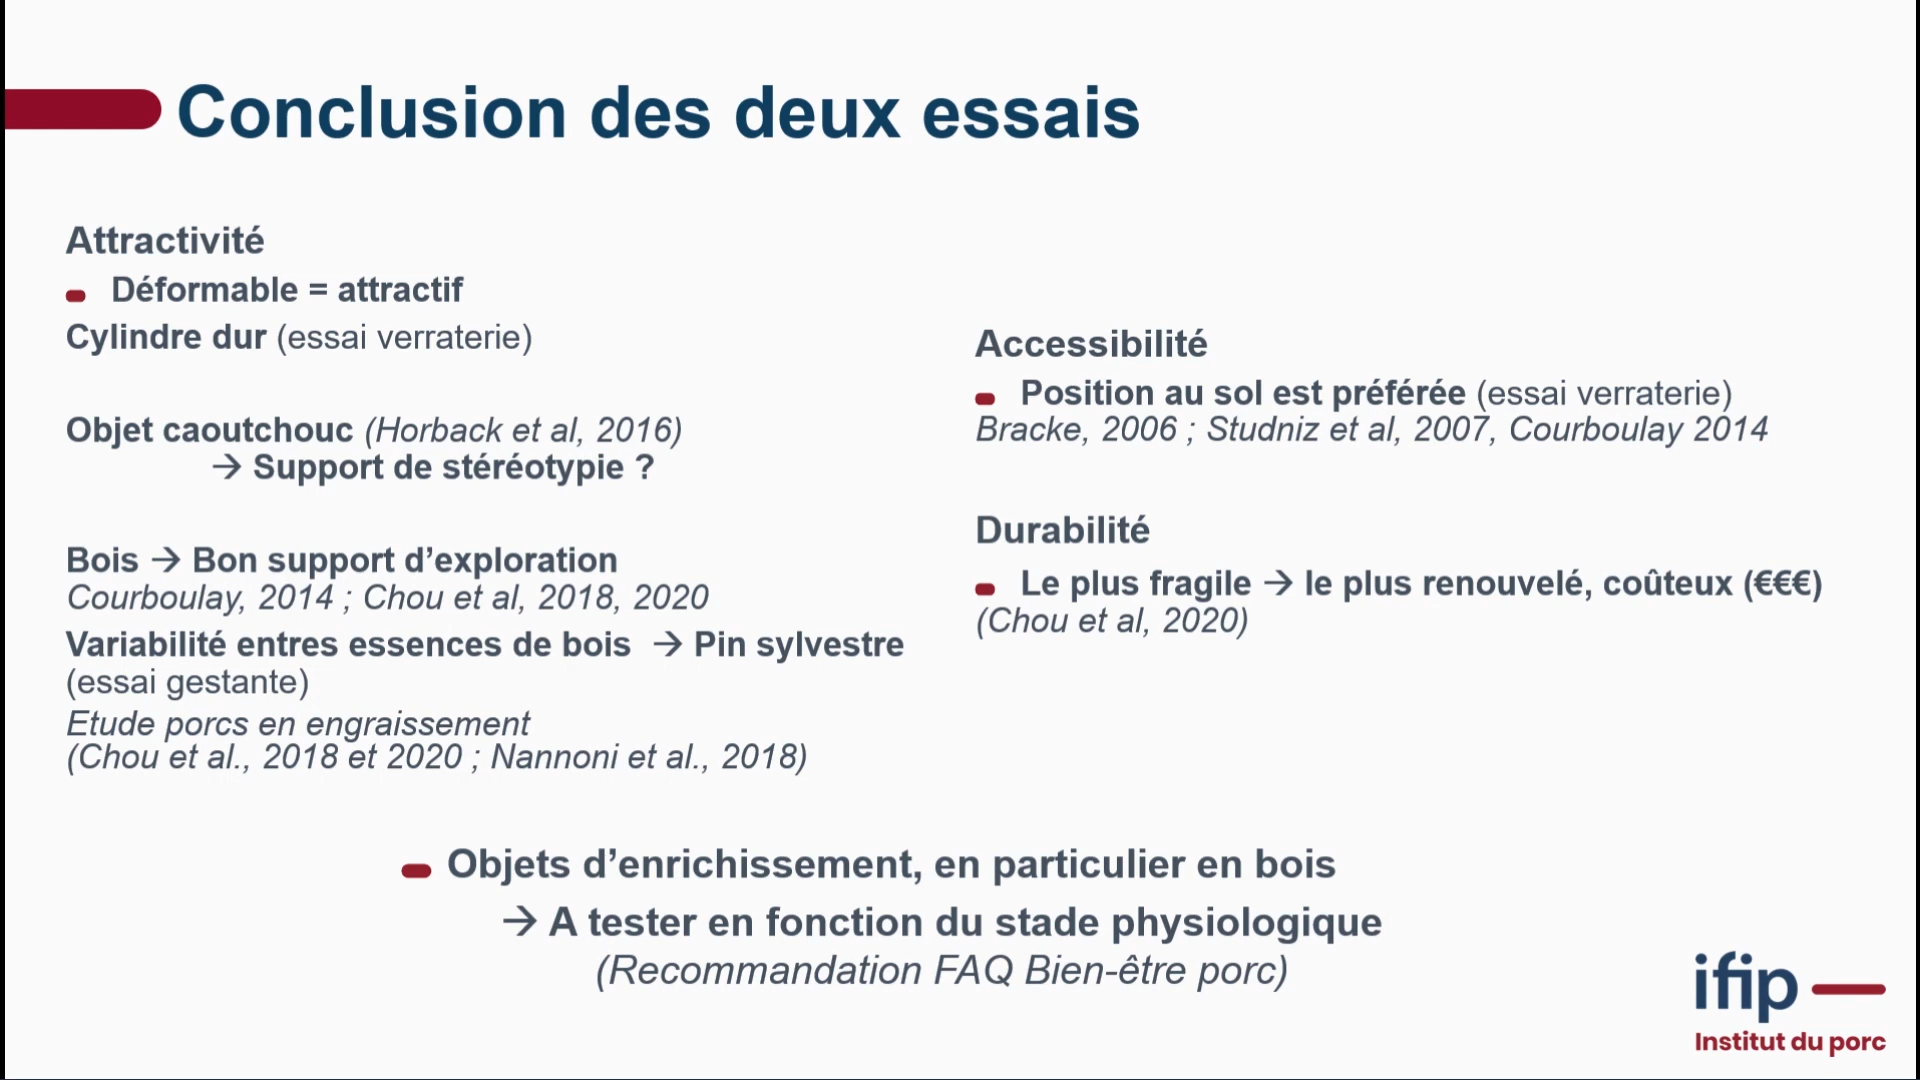 Conclusion des deux essais
Attractivité
Déformable = attractif
Cylindre dur (essai verraterie)
Objet caoutchouc (Horback et al, 2016)
→ Support de stéréotypie ?
Bois → Bon support d’exploration
Courboulay, 2014 ; Chou et al, 2018, 2020
Variabilité entres essences de bois → Pin sylvestre
(essai gestante)
Etude porcs en engraissement
(Chou et al., 2018 et 2020 ; Nannoni et al., 2018)
Accessibilité
Position au sol est préférée (essai verraterie)
Bracke, 2006 ; Studniz et al, 2007, Courboulay 2014
Durabilité
Le plus fragile → le plus renouvelé, coûteux (€€€)
(Chou et al, 2020)
Objets d’enrichissement, en particulier en bois
→ A tester en fonction du stade physiologique
(Recommandation FAQ Bien-être porc)
ifip
Institut du porc